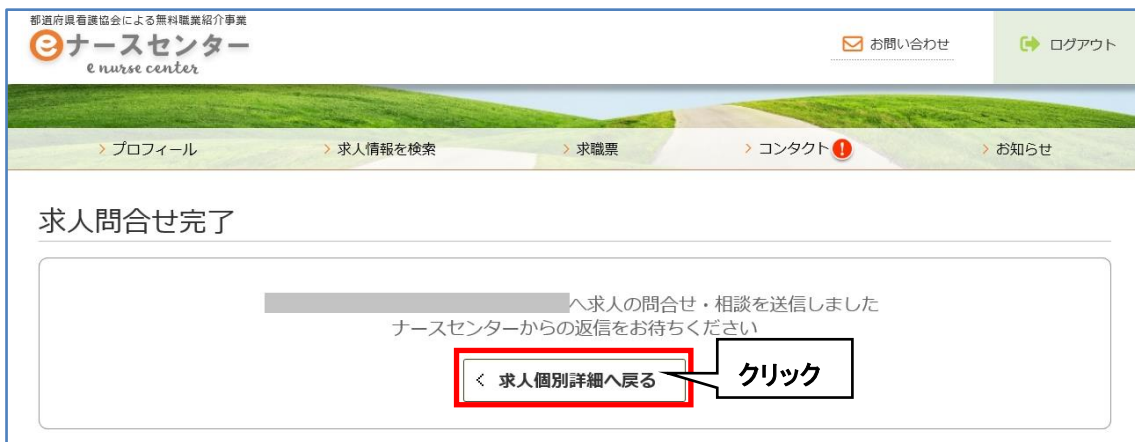 都道府県看護協会による無料職業紹介事業
eナースセンター
e nurse center
お問い合わせ
ログアウト
> プロフィール
> 求人情報を検索
> 求職票
> コンタクト!
> お知らせ
求人問合せ完了
へ求人の問合せ・相談を送信しました
ナースセンターからの返信をお待ちください
< 求人個別詳細へ戻る
クリック